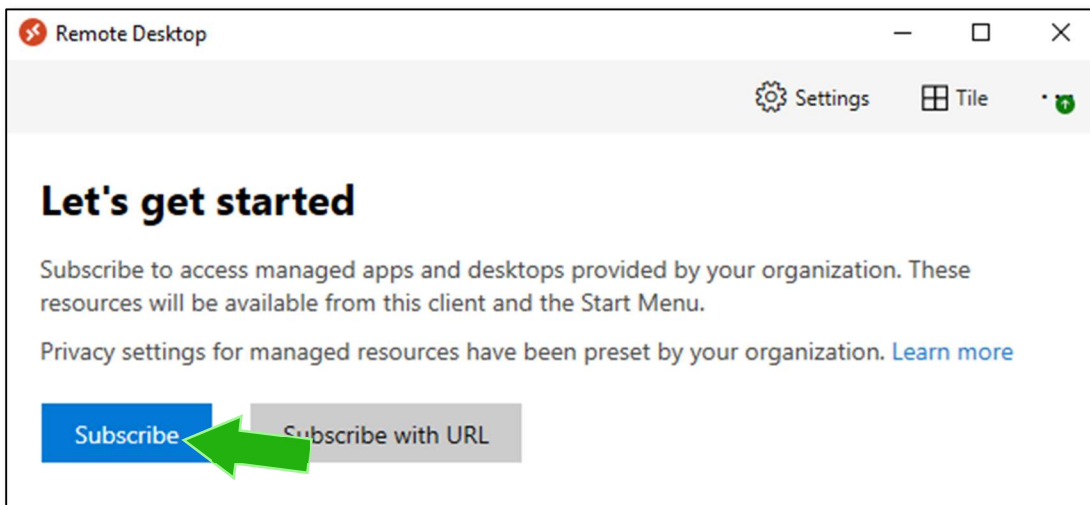 Remote Desktop
Settings
Tile
Let's get started
Subscribe to access managed apps and desktops provided by your organization. These
resources will be available from this client and the Start Menu.
Privacy settings for managed resources have been preset by your organization. Learn more
Subscribe
Subscribe with URL